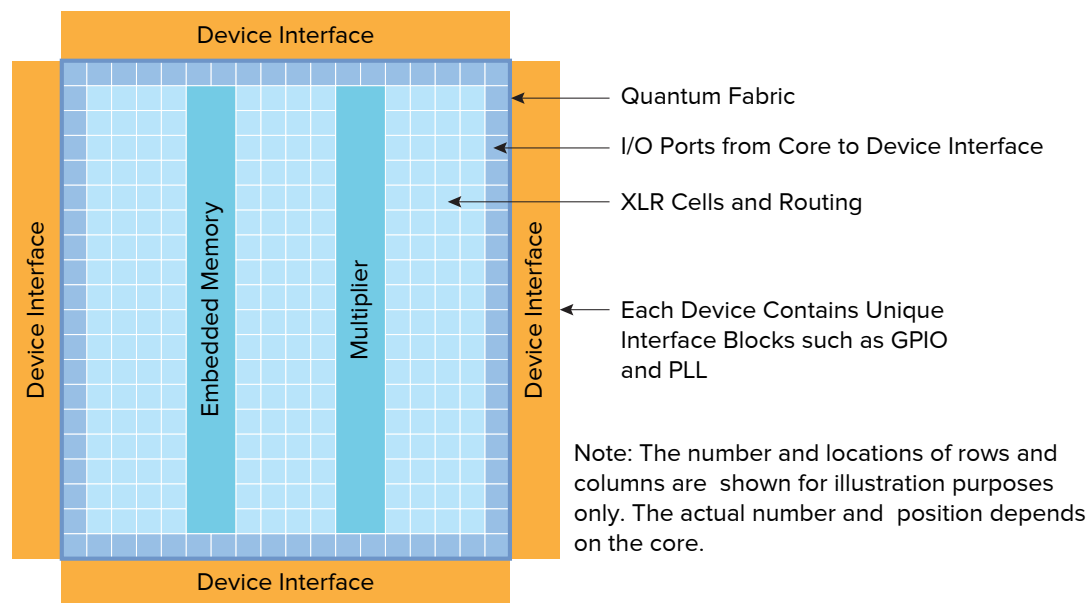 Device Interface
Quantum Fabric
I/O Ports from Core to Device Interface
XLR Cells and Routing
Device Interface
Embedded Memory
Multiplier
Device Interface
Each Device Contains Unique
Interface Blocks such as GPIO
and PLL
Note: The number and locations of rows and
columns are  shown for illustration purposes
only. The actual number and  position depends
on the core.
Device Interface